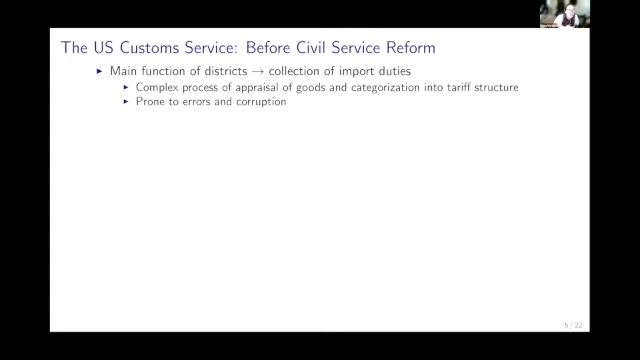 The US Customs Service: Before Civil Service Reform
▶ Main function of districts → collection of import duties
▶ Complex process of appraisal of goods and categorization into tariff structure
▶ Prone to errors and corruption
5 / 22